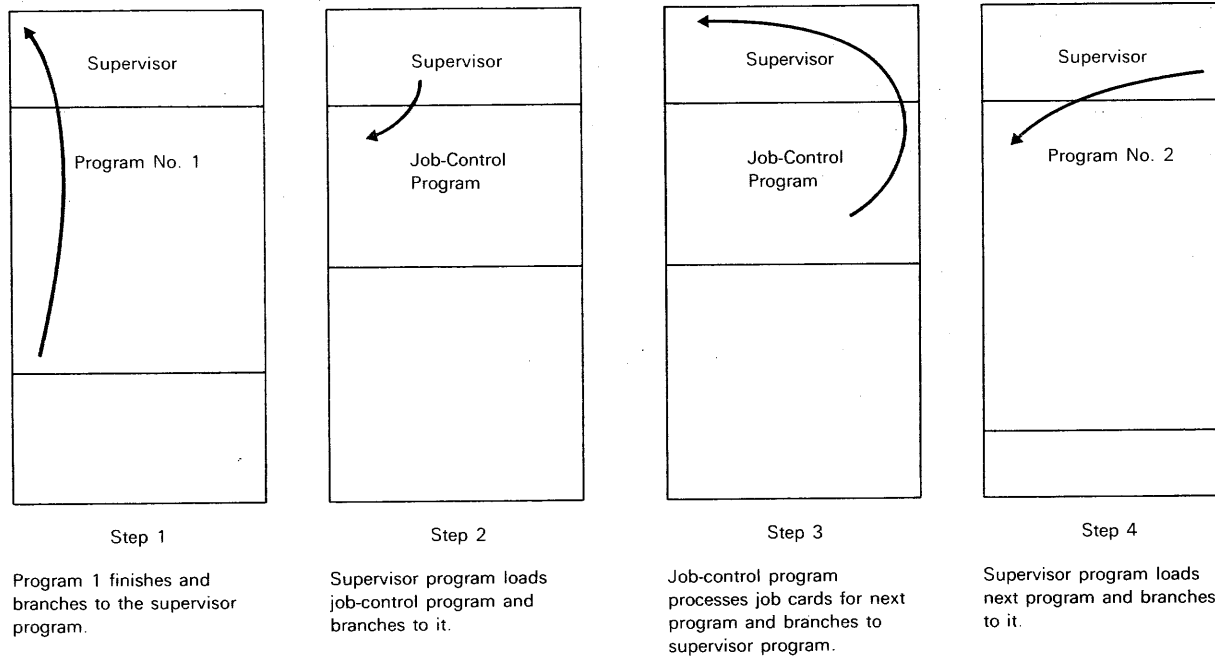 Supervisor
Program No. 1
Step 1
Program 1 finishes and
branches to the supervisor
program.
Supervisor
Job-Control
Program
Step 2
Supervisor program loads
job-control program and
branches to it.
Supervisor
Job-Control
Program
Step 3
Job-control program
processes job cards for next
program and branches to
supervisor program.
Supervisor
Program No. 2
Step 4
Supervisor program loads
next program and branches
to it.